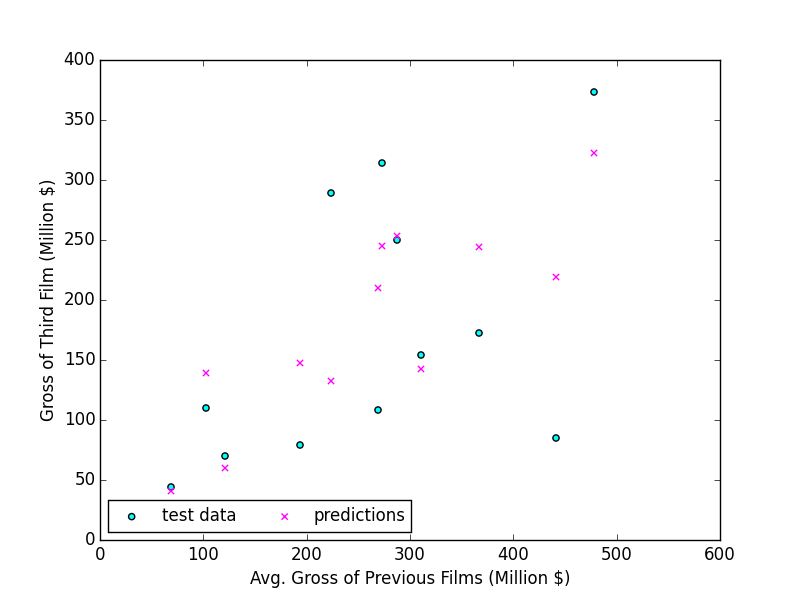 400
350
300
250
200
150
100
50
0
Gross of Third Film (Million $)
test data predictions
0 100 200 300 400 500 600
Avg. Gross of Previous Films (Million $)